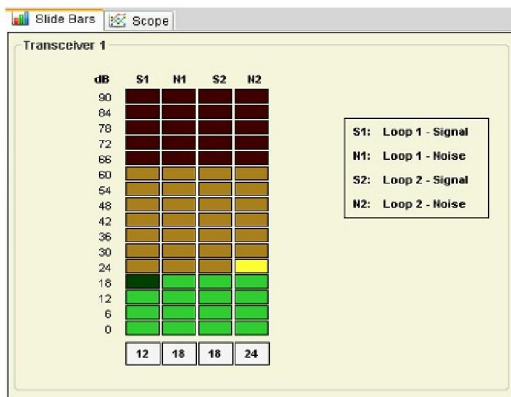 Slide Bars Scope
Transceiver 1
dB S1 N1 S2 N2
90
84
78
72
66
60
54
48
42
36
30
24
18
12
6
0
12 18 18 24
S1: Loop 1 - Signal
N1: Loop 1 - Noise
S2: Loop 2 - Signal
N2: Loop 2 - Noise